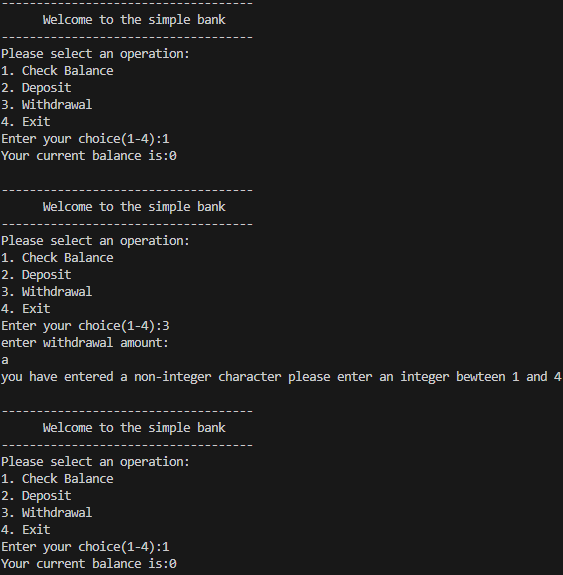 -----------------------------------
Welcome to the simple bank
-----------------------------------
Please select an operation:
1. Check Balance
2. Deposit
3. Withdrawal
4. Exit
Enter your choice(1-4):1
Your current balance is:0
-----------------------------------
Welcome to the simple bank
-----------------------------------
Please select an operation:
1. Check Balance
2. Deposit
3. Withdrawal
4. Exit
Enter your choice(1-4):3
enter withdrawal amount:
a
you have entered a non-integer character please enter an integer bewteen 1 and 4
-----------------------------------
Welcome to the simple bank
-----------------------------------
Please select an operation:
1. Check Balance
2. Deposit
3. Withdrawal
4. Exit
Enter your choice(1-4):1
Your current balance is:0